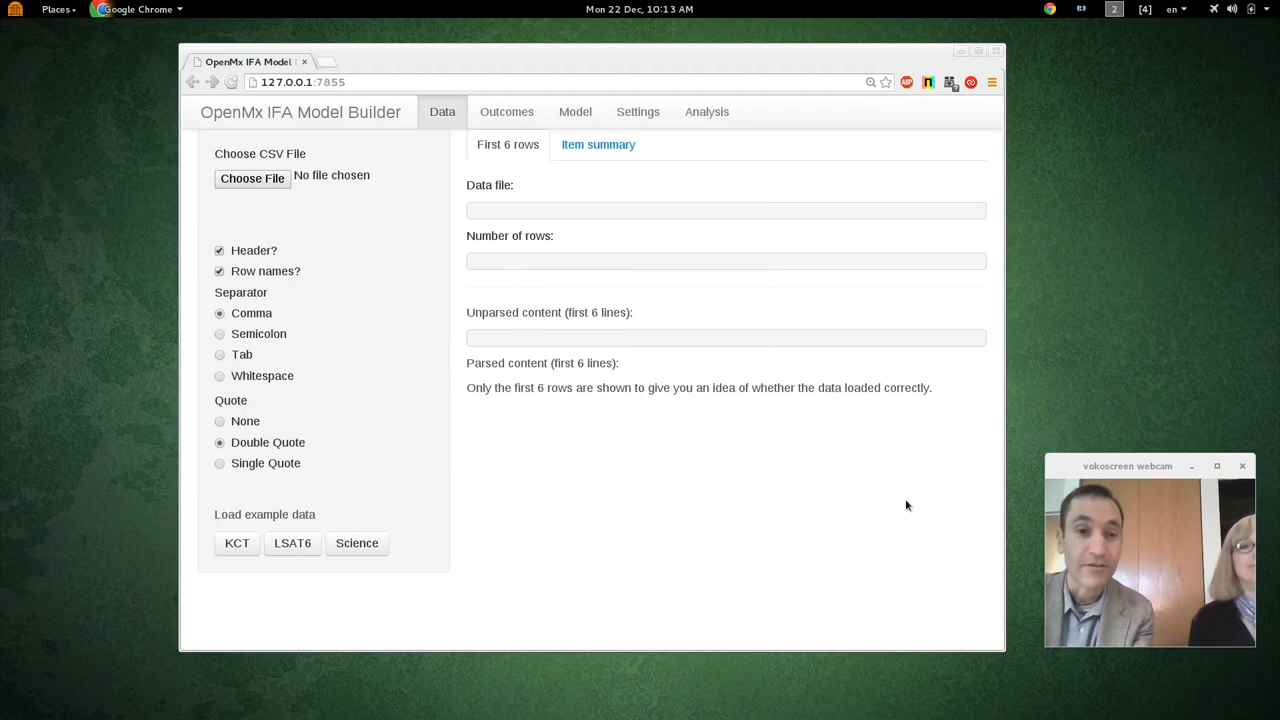 Places
Google Chrome
Mon 22 Dec, 10:13 AM
2
[4]
en
OpenMx IFA Model
127.0.0.1:7855
ABP
OpenMx IFA Model Builder
Data
Outcomes
Model
Settings
Analysis
Choose CSV File
Choose File No file chosen
Header?
Row names?
Separator
Comma
Semicolon
Tab
Whitespace
Quote
None
Double Quote
Single Quote
Load example data
KCT
LSAT6
Science
First 6 rows
Item summary
Data file:
Number of rows:
Unparsed content (first 6 lines):
Parsed content (first 6 lines):
Only the first 6 rows are shown to give you an idea of whether the data loaded correctly.
vokoscreen webcam